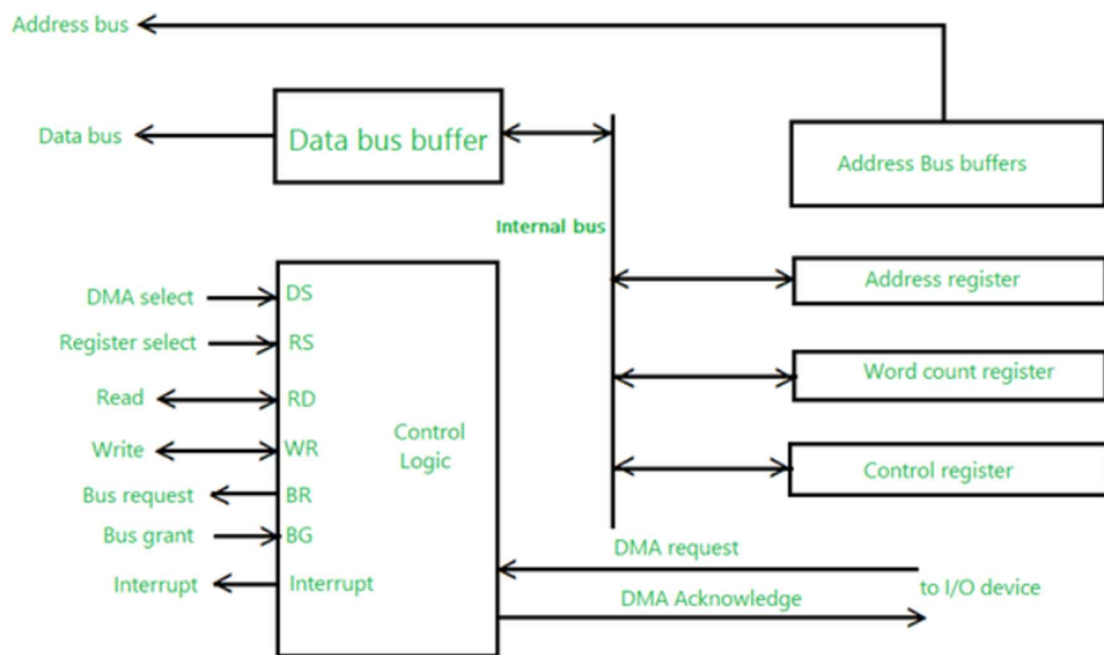 Address bus
Data bus
Data bus buffer
Address Bus buffers
Internal bus
Address register
DMA select
DS
Register select
RS
Word count register
Read
RD
Control
Logic
Write
WR
Control register
Bus request
BR
Bus grant
BG
DMA request
Interrupt
Interrupt
to I/O device
DMA Acknowledge